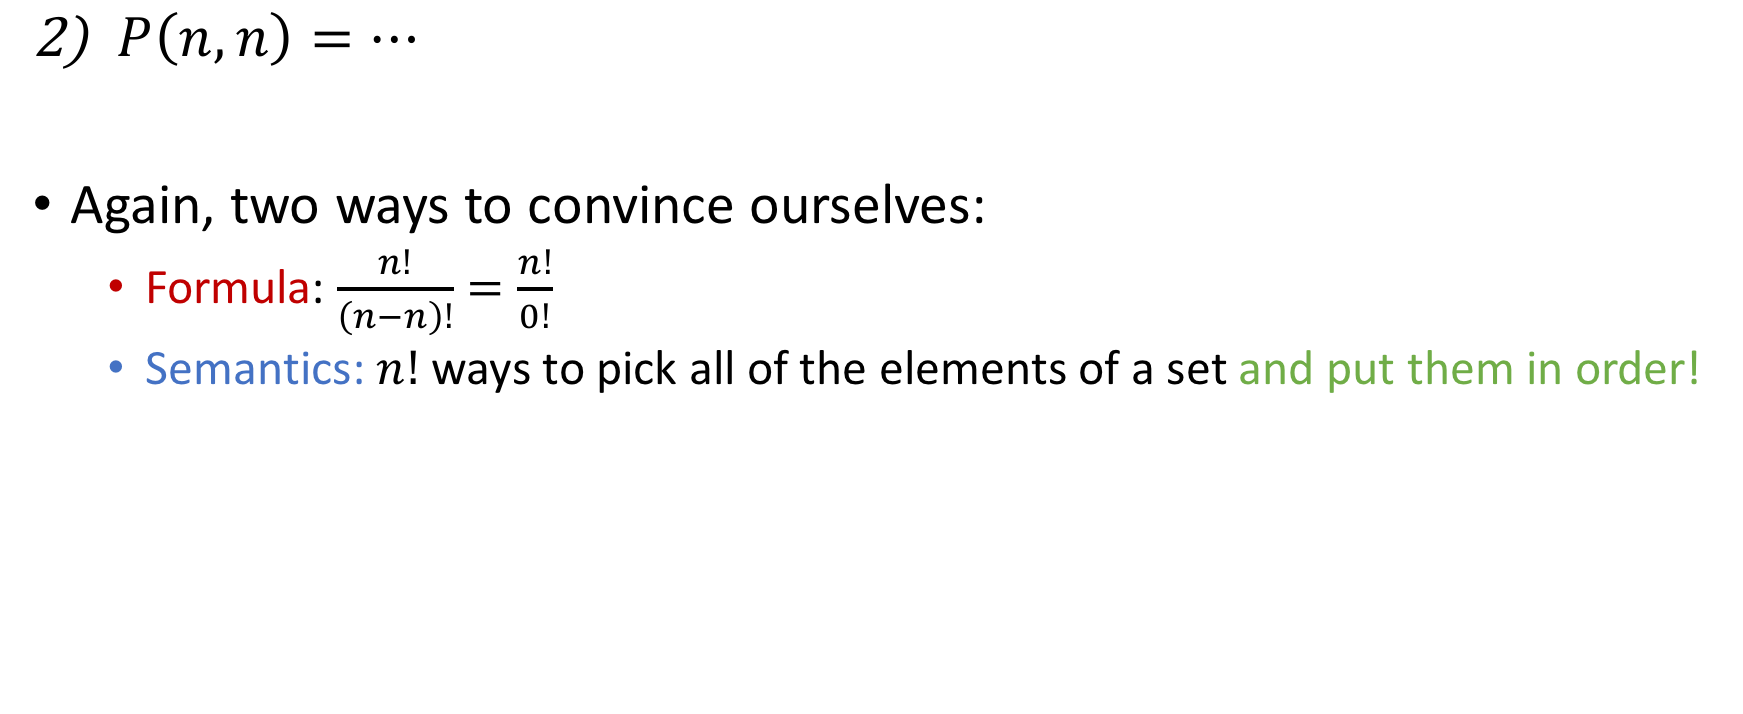 2) P(n, n) = ⋯
• Again, two ways to convince ourselves:
• Formula: n!/(n−n)! = n!/0!
• Semantics: n! ways to pick all of the elements of a set and put them in order!